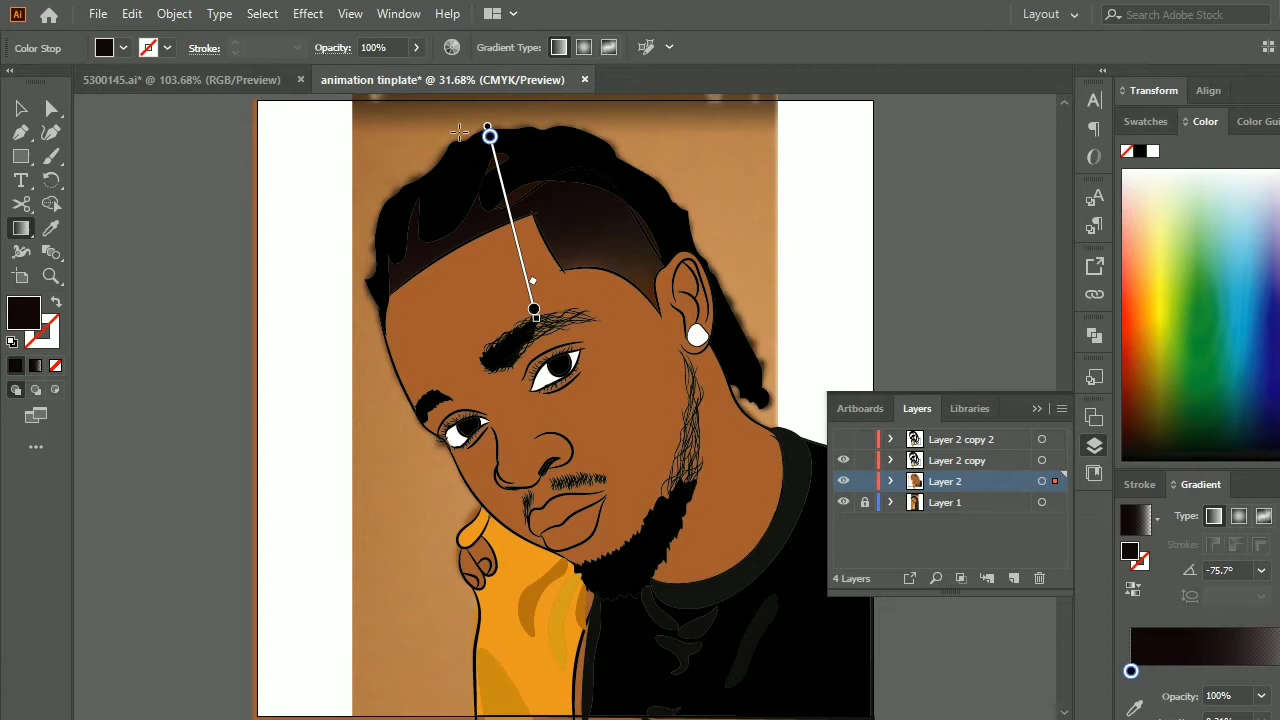 Ai File Edit Object Type Select Effect View Window Help Layout Search Adobe Stock
Color Stop Stroke: Opacity: 100% Gradient Type:
5300145.ai* @ 103.68% (RGB/Preview) × animation tinplate* @ 31.68% (CMYK/Preview) ×
Transform Align
Swatches Color Color Gui
Artboards Layers Libraries
Layer 2 copy 2
Layer 2 copy
Layer 2
Layer 1
4 Layers
Stroke Gradient
Type:
Stroke:
-75.7°
Opacity: 100%